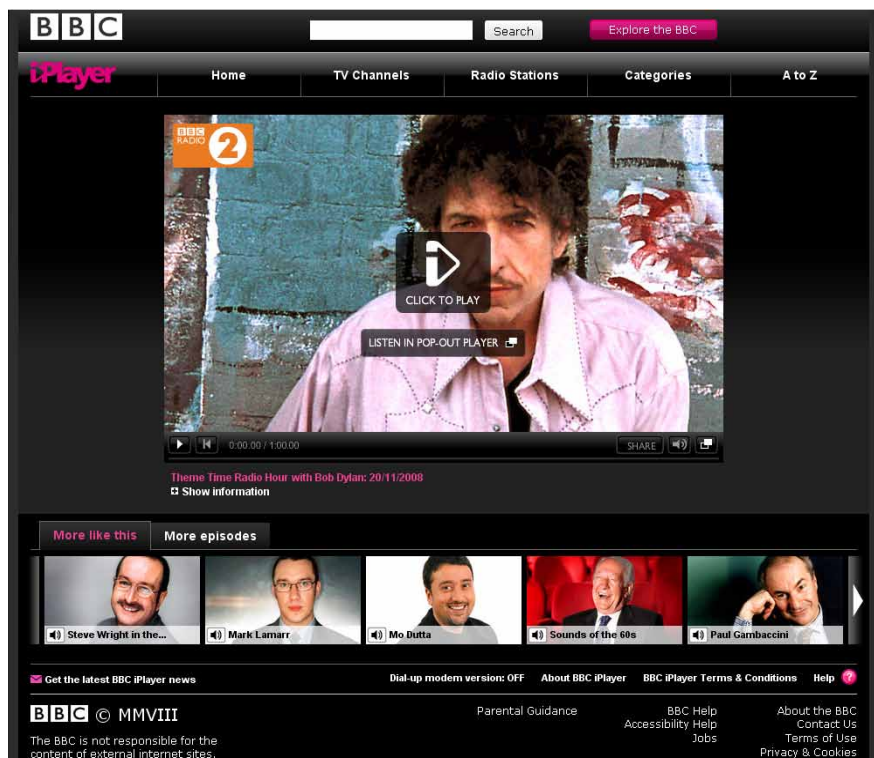 BBC
Search
Explore the BBC
iPlayer
Home
TV Channels
Radio Stations
Categories
A to Z
BBC
RADIO 2
CLICK TO PLAY
LISTEN IN POP-OUT PLAYER
0:00.00 / 1:00.00
SHARE
Theme Time Radio Hour with Bob Dylan: 20/11/2008
Show information
More like this
More episodes
Steve Wright in the...
Mark Lamarr
Mo Dutta
Sounds of the 60s
Paul Gambaccini
Get the latest BBC iPlayer news
Dial-up modem version: OFF
About BBC iPlayer
BBC iPlayer Terms & Conditions
Help ?
BBC © MMVIII
The BBC is not responsible for the
content of external internet sites.
Parental Guidance
BBC Help
Accessibility Help
Jobs
About the BBC
Contact Us
Terms of Use
Privacy & Cookies